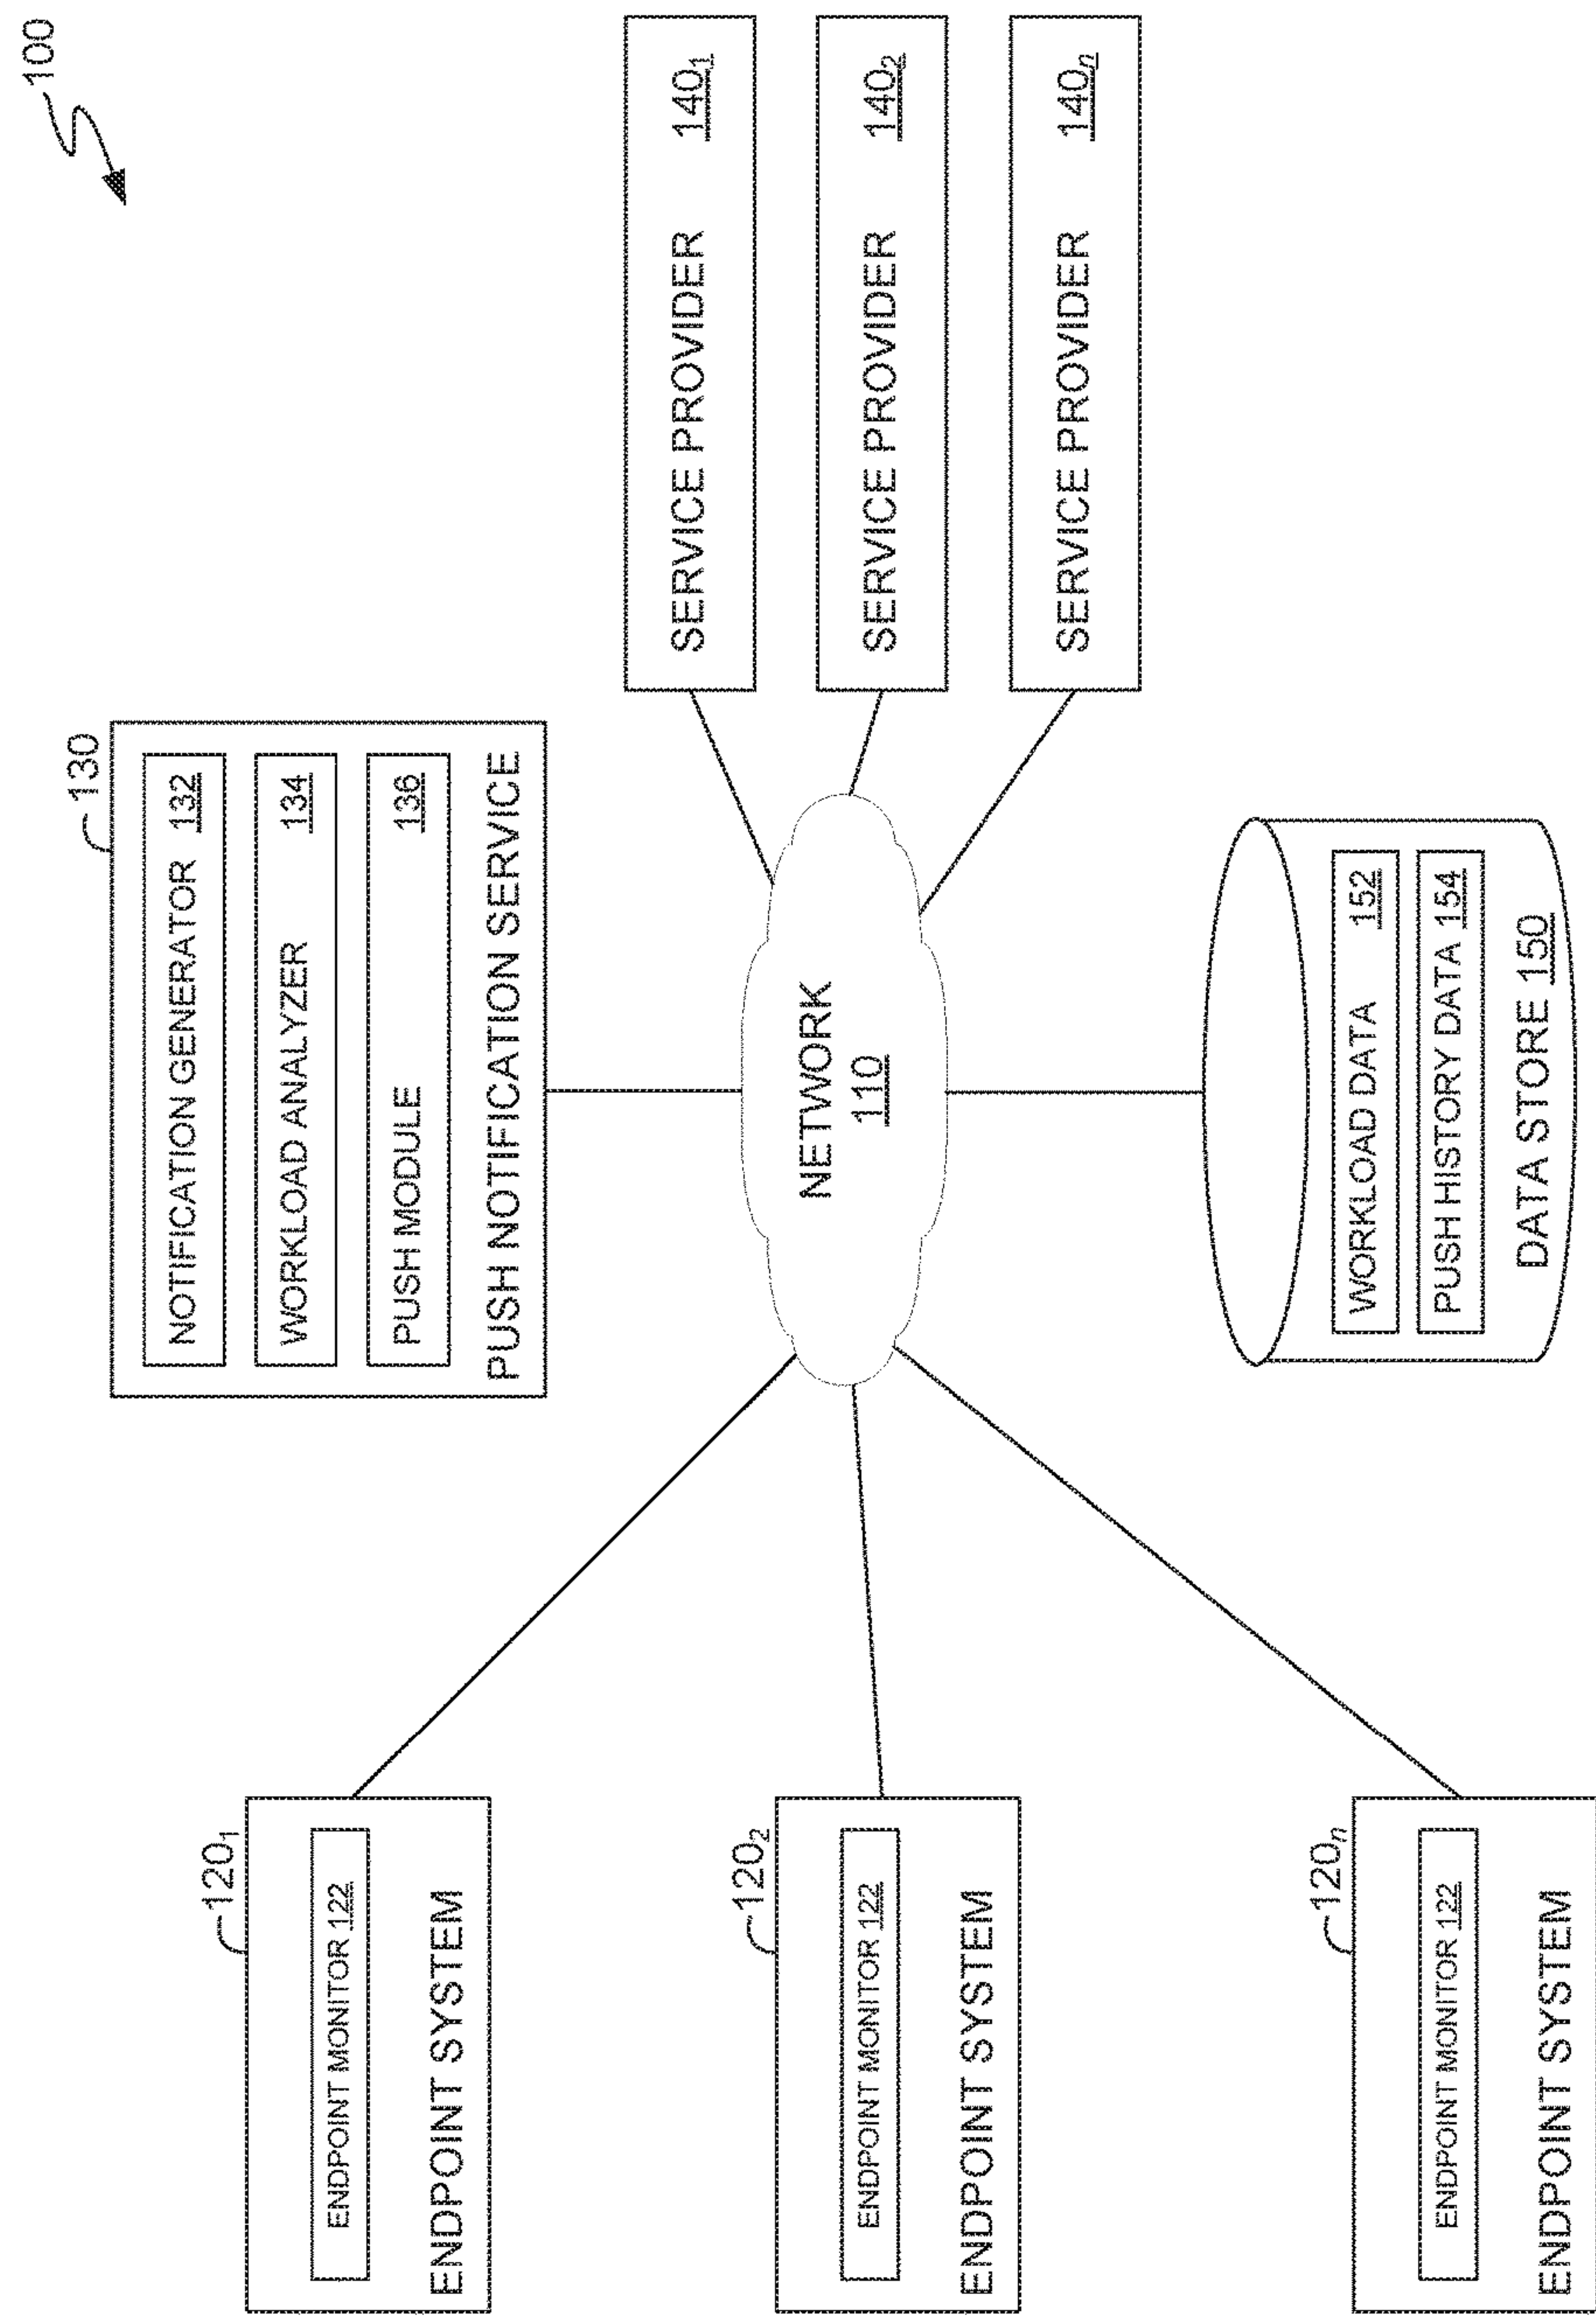 100
130
NOTIFICATION GENERATOR 132
WORKLOAD ANALYZER 134
PUSH MODULE 136
PUSH NOTIFICATION SERVICE
120₁
ENDPOINT MONITOR 122
ENDPOINT SYSTEM
120₂
ENDPOINT MONITOR 122
ENDPOINT SYSTEM
120ₙ
ENDPOINT MONITOR 122
ENDPOINT SYSTEM
NETWORK
110
SERVICE PROVIDER 140₁
SERVICE PROVIDER 140₂
SERVICE PROVIDER 140ₙ
WORKLOAD DATA 152
PUSH HISTORY DATA 154
DATA STORE 150